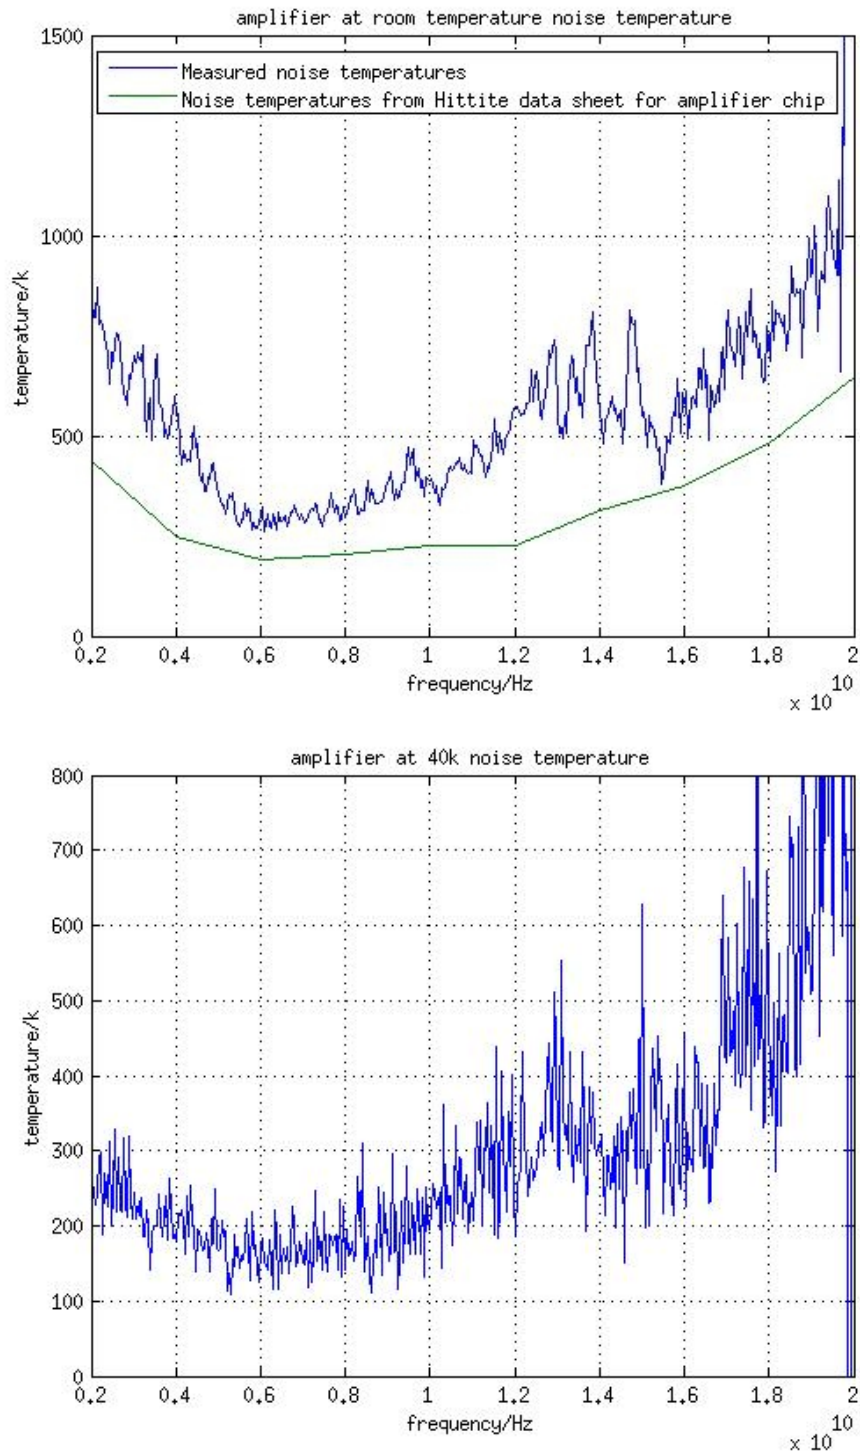 amplifier at room temperature noise temperature
1500
Measured noise temperatures
Noise temperatures from Hittite data sheet for amplifier chip
1000
temperature/k
500
0
0.2 0.4 0.6 0.8 1 1.2 1.4 1.6 1.8 2
frequency/Hz
x 10^10
amplifier at 40k noise temperature
800
700
600
500
temperature/k
400
300
200
100
0
0.2 0.4 0.6 0.8 1 1.2 1.4 1.6 1.8 2
frequency/Hz
x 10^10